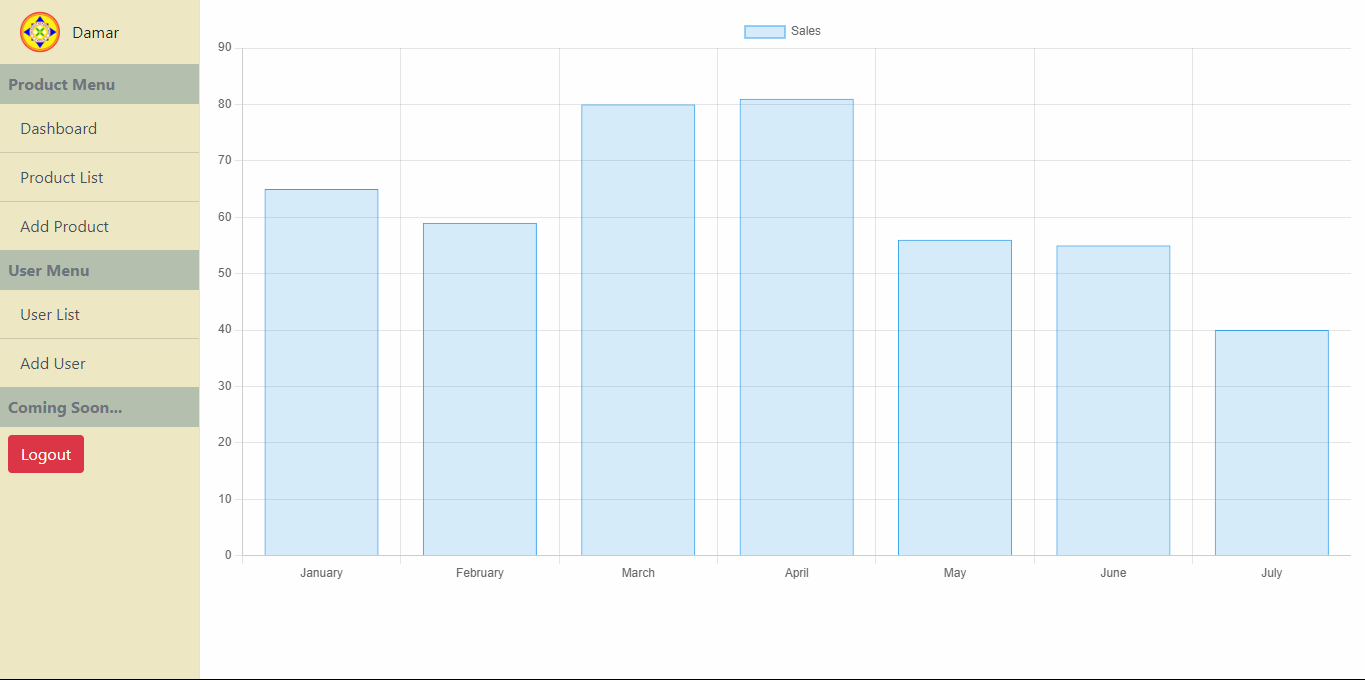 Damar
Product Menu
Dashboard
Product List
Add Product
User Menu
User List
Add User
Coming Soon...
Logout
Sales
90
80
70
60
50
40
30
20
10
0
January February March April May June July